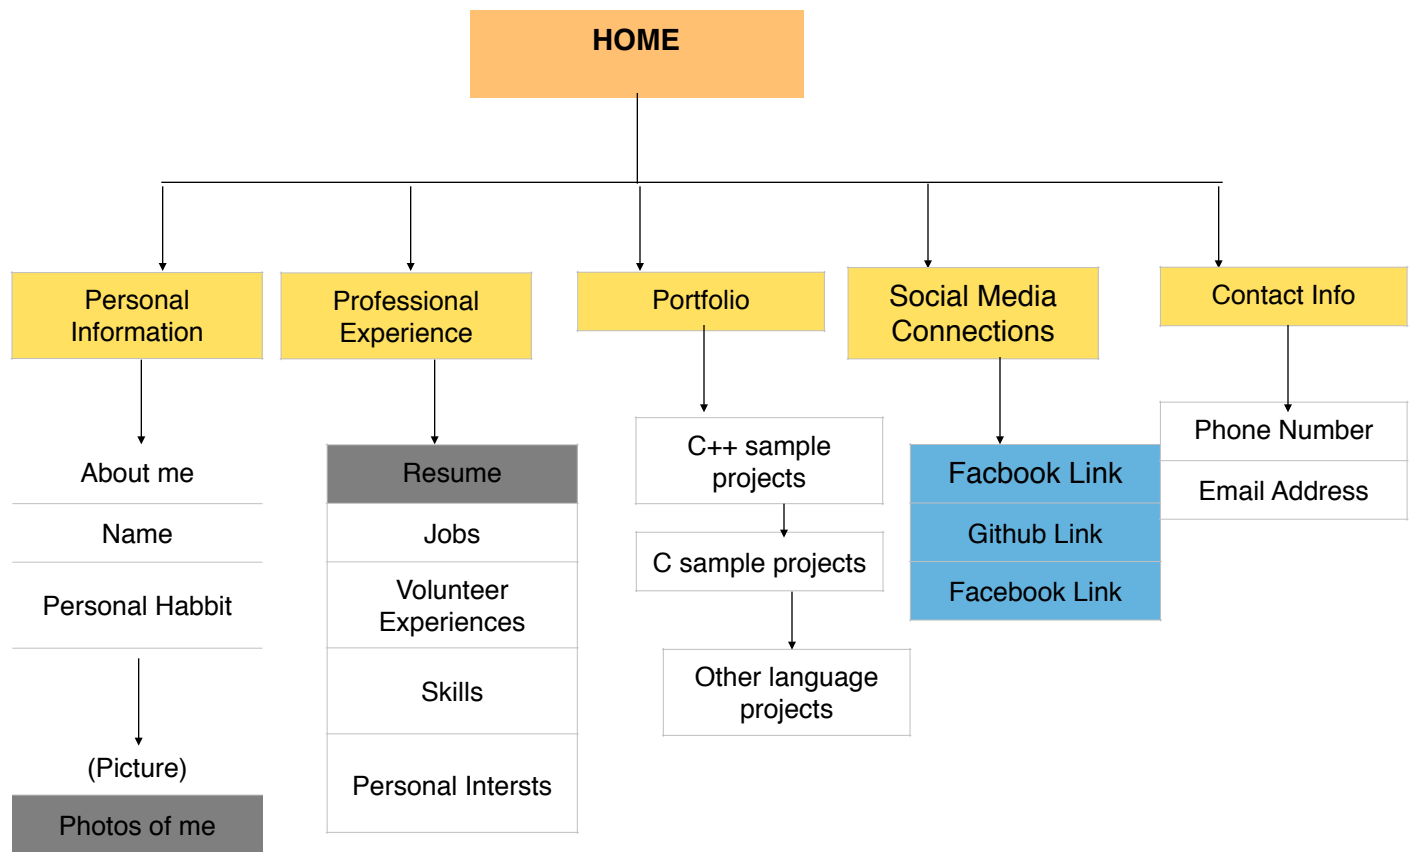 HOME
Personal
Information
About me
Name
Personal Habbit
(Picture)
Photos of me
Professional
Experience
Resume
Jobs
Volunteer
Experiences
Skills
Personal Intersts
Portfolio
C++ sample
projects
C sample projects
Other language
projects
Social Media
Connections
Facbook Link
Github Link
Facebook Link
Contact Info
Phone Number
Email Address